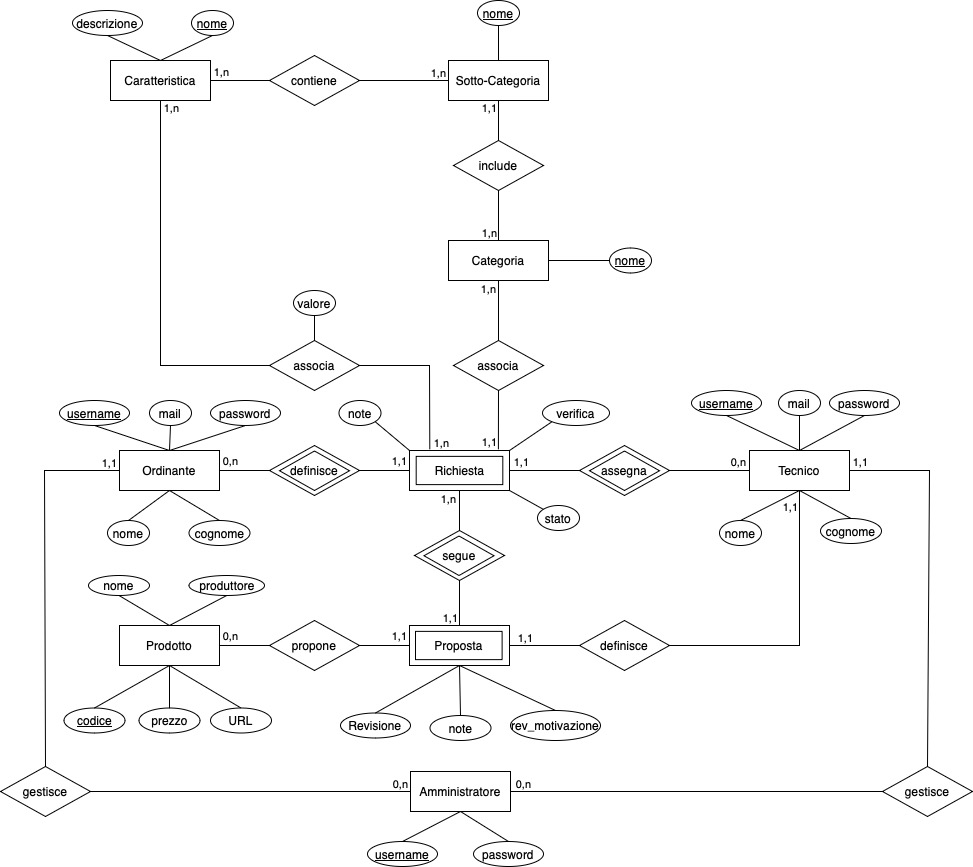 nome
descrizione
nome
1,n
1,n
Caratteristica
contiene
Sotto-Categoria
1,n
1,1
include
1,n
Categoria
nome
1,n
valore
associa
associa
username
mail
password
note
verifica
username
mail
password
1,n
1,1
1,1
Ordinante
0,n
definisce
1,1
Richiesta
1,1
assegna
0,n
Tecnico
1,1
1,n
1,1
stato
nome
cognome
nome
cognome
segue
nome
produttore
1,1
Prodotto
0,n
propone
1,1
Proposta
1,1
definisce
codice
prezzo
URL
Revisione
note
rev_motivazione
gestisce
0,n
Amministratore
0,n
gestisce
username
password